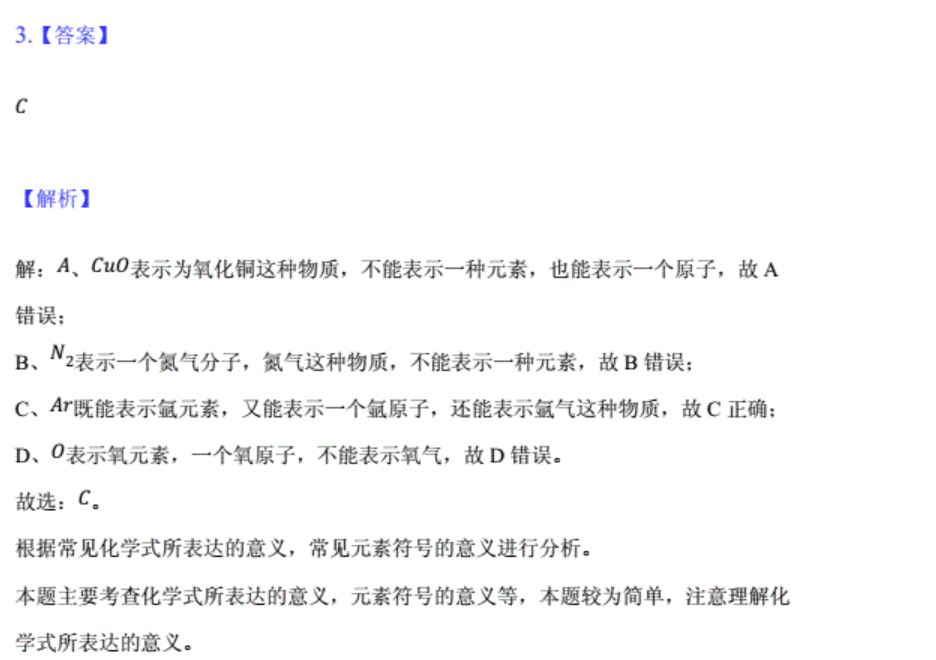 3.【答案】
C
【解析】
解：A、CuO表示为氧化铜这种物质，不能表示一种元素，也能表示一个原子，故 A
错误；
B、N₂表示一个氮气分子，氮气这种物质，不能表示一种元素，故 B 错误；
C、Ar既能表示氩元素，又能表示一个氩原子，还能表示氩气这种物质，故 C 正确；
D、O表示氧元素，一个氧原子，不能表示氧气，故 D 错误。
故选：C。
根据常见化学式所表达的意义，常见元素符号的意义进行分析。
本题主要考查化学式所表达的意义，元素符号的意义等，本题较为简单，注意理解化
学式所表达的意义。